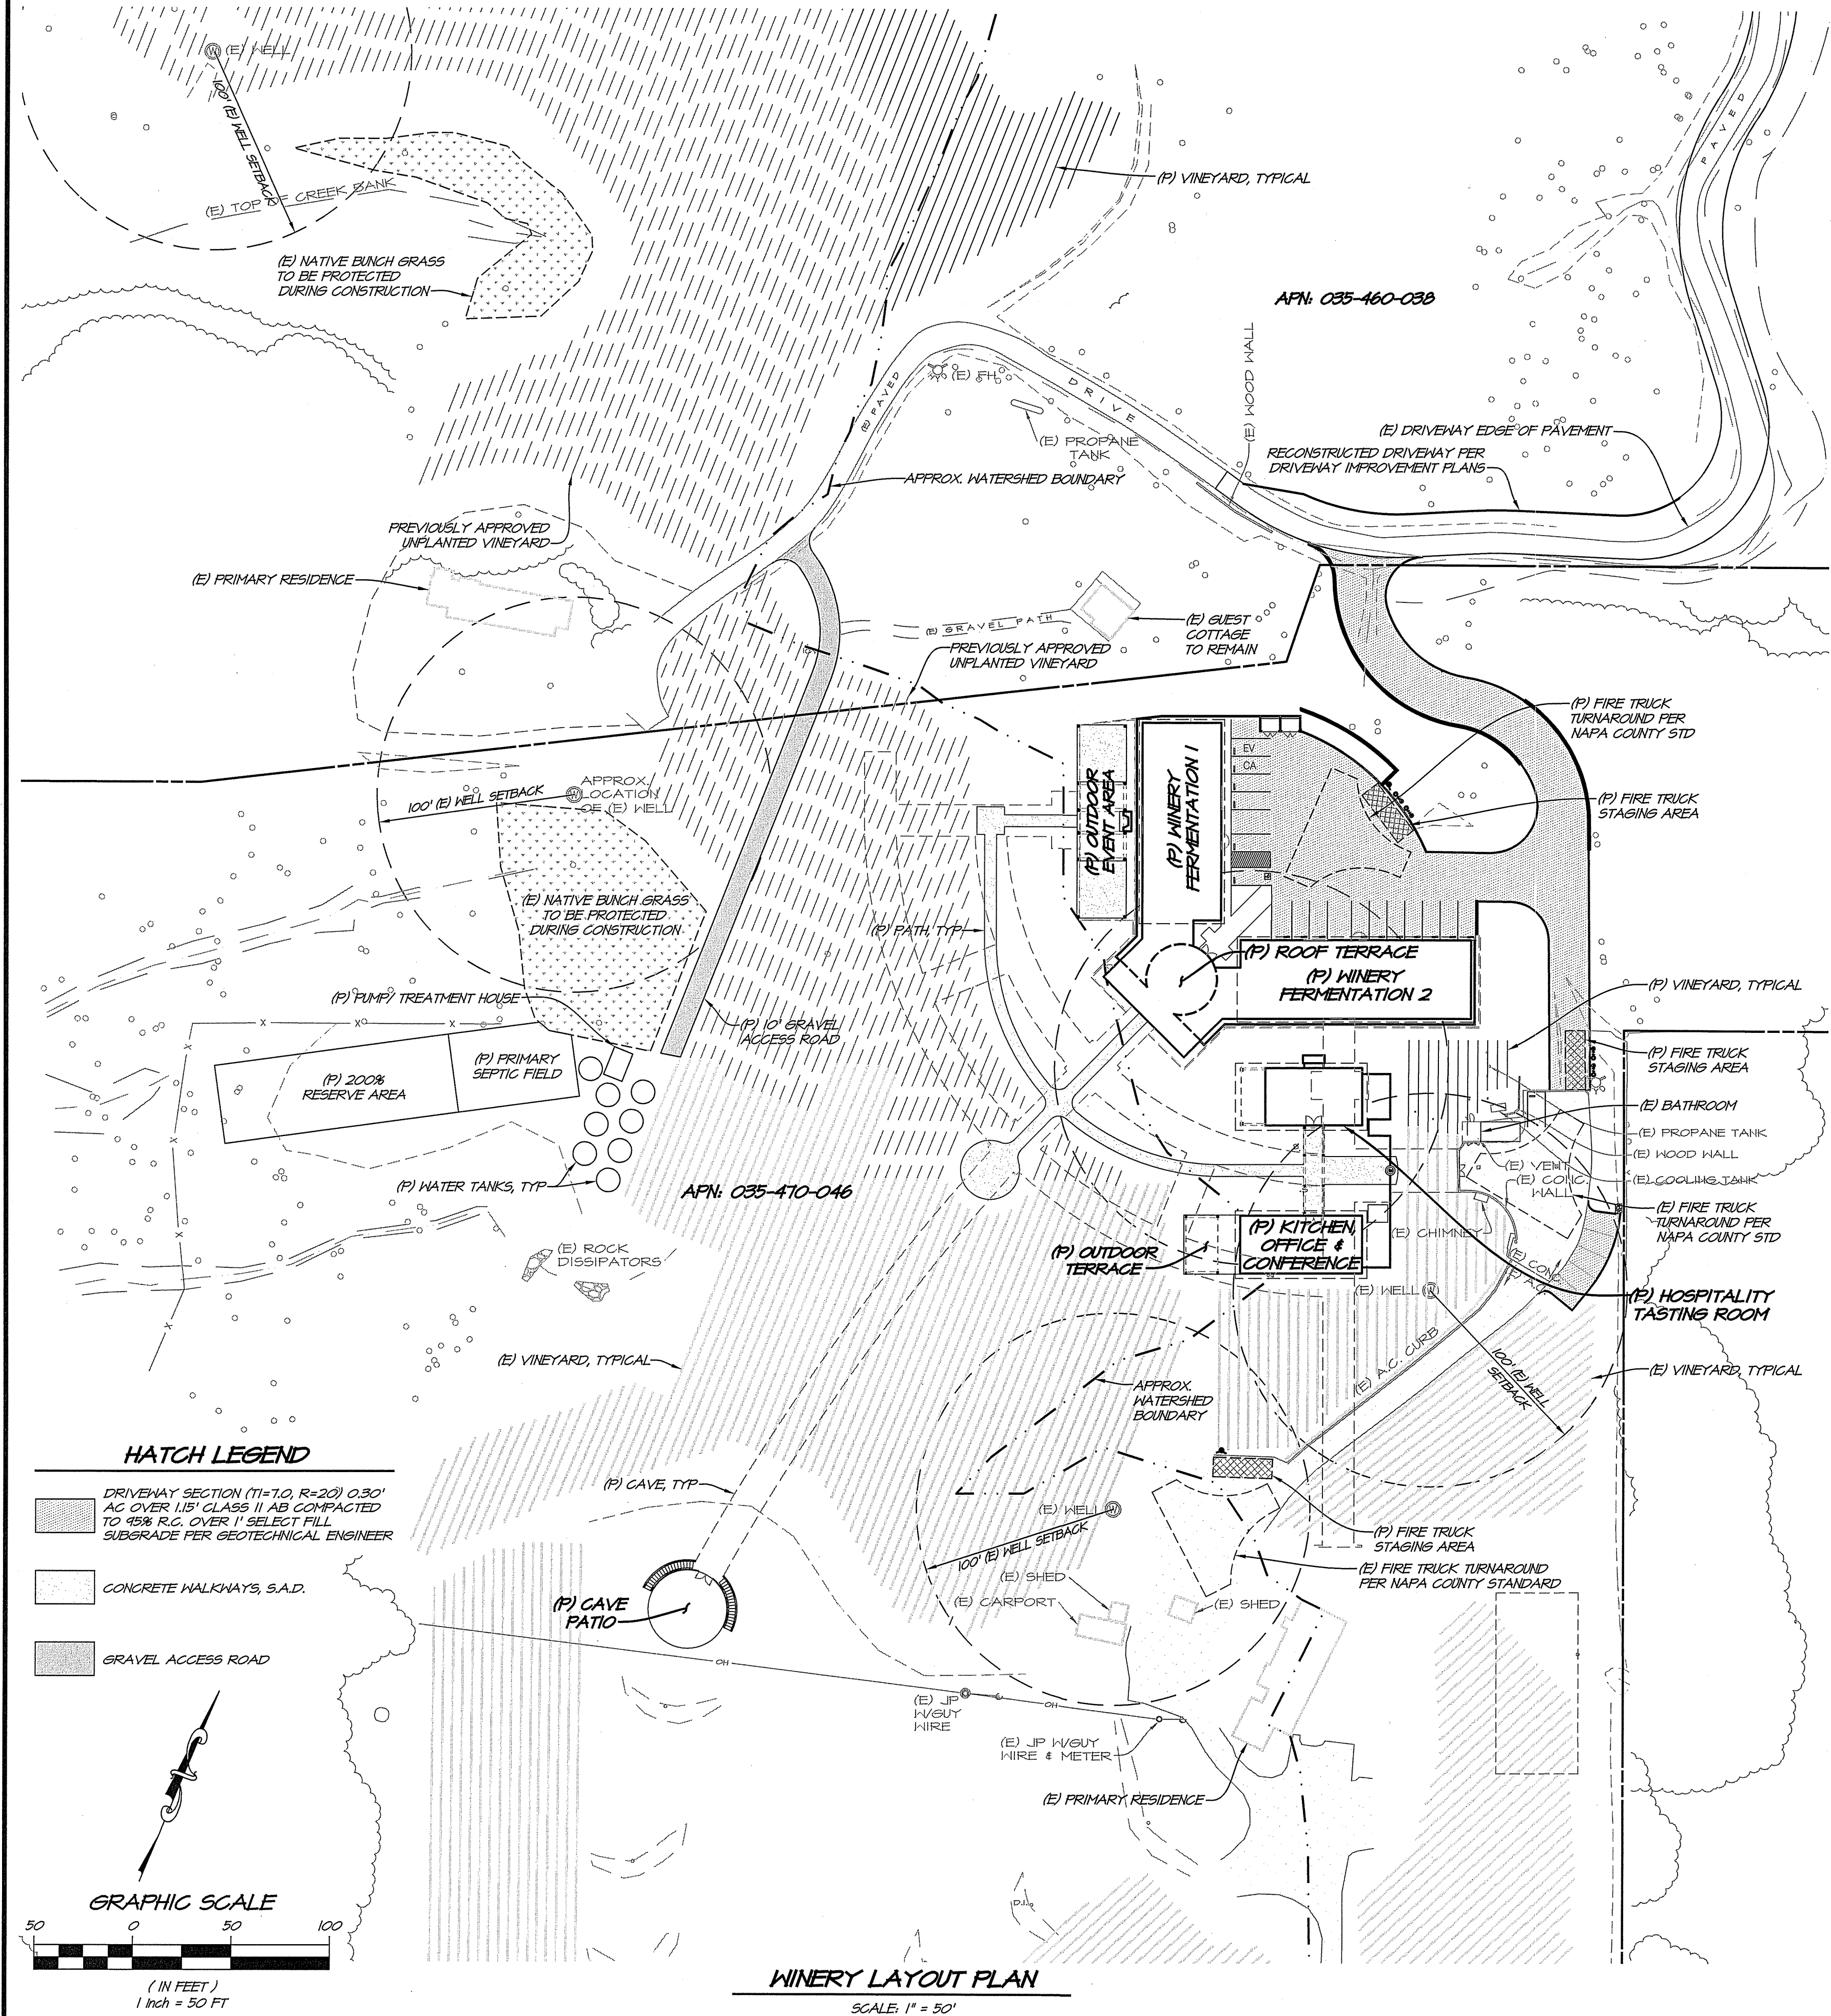 (E) WELL
100' (E) WELL SETBACK
(E) TOP OF CREEK BANK
(E) NATIVE BUNCH GRASS
TO BE PROTECTED
DURING CONSTRUCTION
(P) VINEYARD, TYPICAL
PAVED
APN: 035-460-038
(E) PAVED
DRIVE
(E) FH
(E) PROPANE
TANK
(E) WOOD WALL
(E) DRIVEWAY EDGE OF PAVEMENT
RECONSTRUCTED DRIVEWAY PER
DRIVEWAY IMPROVEMENT PLANS
APPROX. WATERSHED BOUNDARY
PREVIOUSLY APPROVED
UNPLANTED VINEYARD
(E) PRIMARY RESIDENCE
(E) GRAVEL PATH
(E) GUEST
COTTAGE
TO REMAIN
PREVIOUSLY APPROVED
UNPLANTED VINEYARD
(P) FIRE TRUCK
TURNAROUND PER
NAPA COUNTY STD
EV
CA
(P) OUTDOOR
EVENT AREA
(P) WINERY
FERMENTATION 1
(P) FIRE TRUCK
STAGING AREA
APPROX.
LOCATION
OF (E) WELL
100' (E) WELL SETBACK
(E) NATIVE BUNCH GRASS
TO BE PROTECTED
DURING CONSTRUCTION
(P) PATH, TYP
(P) ROOF TERRACE
(P) WINERY
FERMENTATION 2
(P) VINEYARD, TYPICAL
(P) PUMP/ TREATMENT HOUSE
(P) 10' GRAVEL
ACCESS ROAD
(P) PRIMARY
SEPTIC FIELD
(P) 200%
RESERVE AREA
(P) FIRE TRUCK
STAGING AREA
(E) BATHROOM
(E) PROPANE TANK
(E) WOOD WALL
(E) VENT
(E) COOLING TANK
(E) CONC.
WALL
(P) WATER TANKS, TYP
APN: 035-470-046
(E) FIRE TRUCK
TURNAROUND PER
NAPA COUNTY STD
(P) KITCHEN,
OFFICE &
CONFERENCE
(E) CHIMNEY
(P) OUTDOOR
TERRACE
(E) ROCK
DISSIPATORS
(E) CONC.
(E) A.C.
(E) WELL
(P) HOSPITALITY
TASTING ROOM
(E) VINEYARD, TYPICAL
(E) A.C. CURB
100' (E) WELL
SETBACK
(E) VINEYARD, TYPICAL
APPROX.
WATERSHED
BOUNDARY
HATCH LEGEND
DRIVEWAY SECTION (TI=7.0, R=20) 0.30'
AC OVER 1.15' CLASS II AB COMPACTED
TO 95% R.C. OVER 1' SELECT FILL
SUBGRADE PER GEOTECHNICAL ENGINEER
CONCRETE WALKWAYS, S.A.D.
GRAVEL ACCESS ROAD
(P) CAVE, TYP
(E) WELL
100' (E) WELL SETBACK
(P) FIRE TRUCK
STAGING AREA
(E) FIRE TRUCK TURNAROUND
PER NAPA COUNTY STANDARD
(E) SHED
(E) CARPORT
(E) SHED
(P) CAVE
PATIO
OH
OH
(E) JP
W/GUY
WIRE
(E) JP W/GUY
WIRE & METER
(E) PRIMARY RESIDENCE
D.I.
GRAPHIC SCALE
50 0 50 100
( IN FEET )
1 inch = 50 FT
WINERY LAYOUT PLAN
SCALE: 1" = 50'